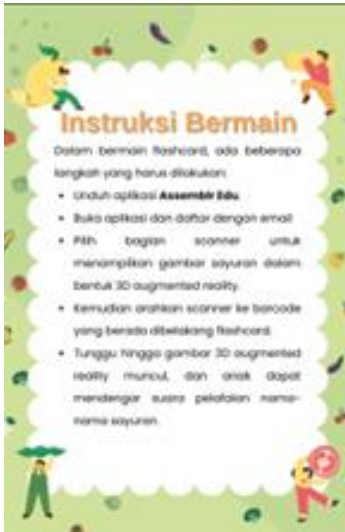 Instruksi Bermain
Dalam bermain flashcard, ada beberapa
langkah yang harus dilakukan:
• Unduh aplikasi Assemblr Edu.
• Buka aplikasi dan daftar dengan email
• Pilih bagian scanner untuk
menampilkan gambar sayuran dalam
bentuk 3D augmented reality.
• Kemudian arahkan scanner ke barcode
yang berada dibelakang flashcard.
• Tunggu hingga gambar 3D augmented
reality muncul, dan anak dapat
mendengar suara pelafalan nama-
nama sayuran.